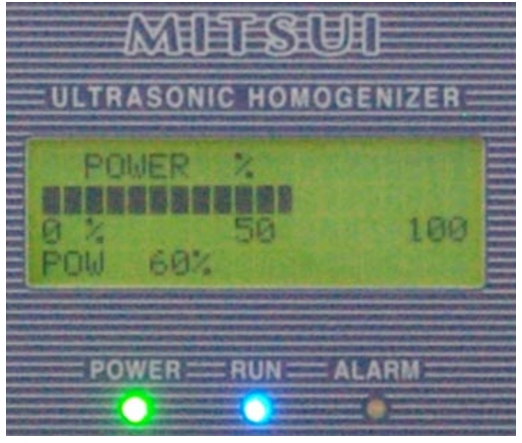 MITSUI
ULTRASONIC HOMOGENIZER
POWER %
0 % 50 100
POW 60%
POWER RUN ALARM